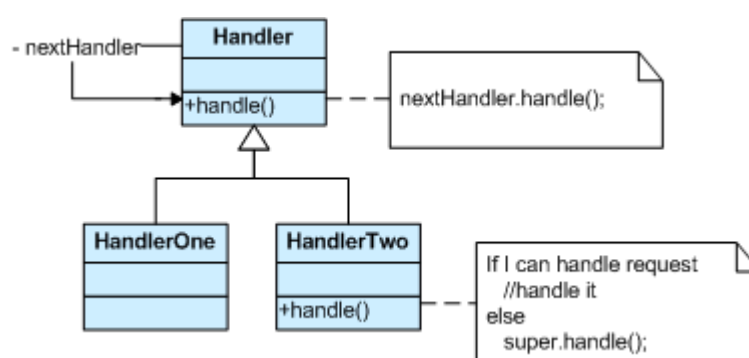 Handler
- nextHandler
+handle()
nextHandler.handle();
HandlerOne
HandlerTwo
+handle()
If I can handle request
//handle it
else
super.handle();